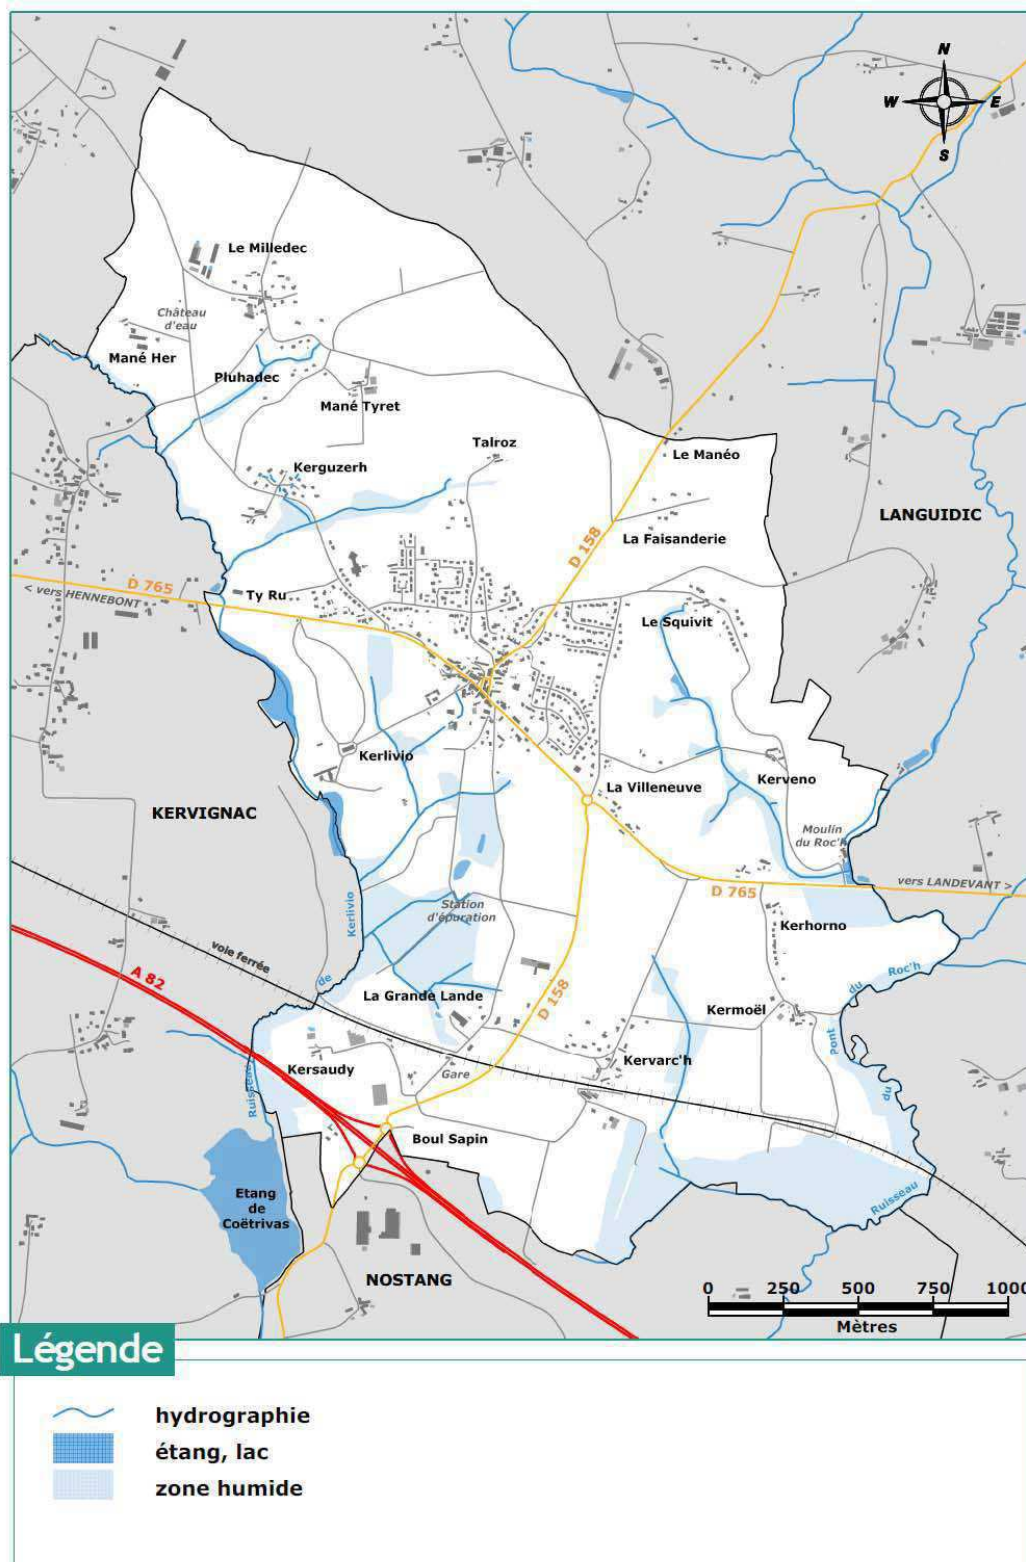 N
W
E
S
Le Milledec
Château
d'eau
Mané Her
Pluhadec
Mané Tyret
Talroz
Le Manéo
Kerguzerh
LANGUIDIC
D 158
La Faisanderie
D 765
< vers HENNEBONT
Ty Ru
Le Squivit
Kerlivio
La Villeneuve
Kerveno
KERVIGNAC
Moulin
du Roc'h
vers LANDEVANT >
D 765
Kerlivio
Station
d'épuration
Kerhorno
voie ferrée
A 82
de
Roc'h
du
La Grande Lande
D 158
Kermoël
Pont
Kersaudy
Gare
Kervarc'h
Ruisseau
du
Boul Sapin
Etang
de
Coëtrivas
Ruisseau
NOSTANG
0 250 500 750 1000
Mètres
Légende
hydrographie
étang, lac
zone humide